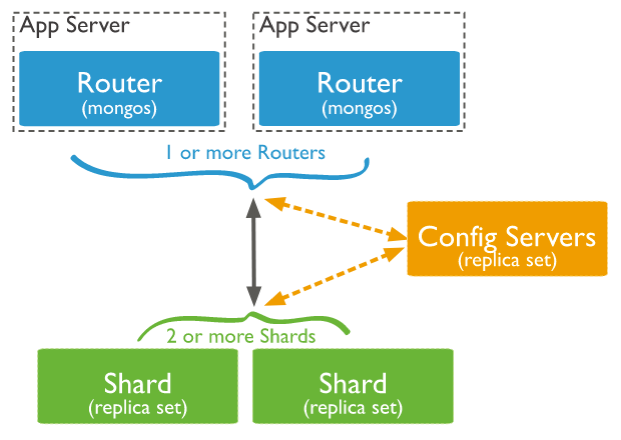 App Server
App Server
Router
(mongos)
Router
(mongos)
1 or more Routers
Config Servers
(replica set)
2 or more Shards
Shard
(replica set)
Shard
(replica set)